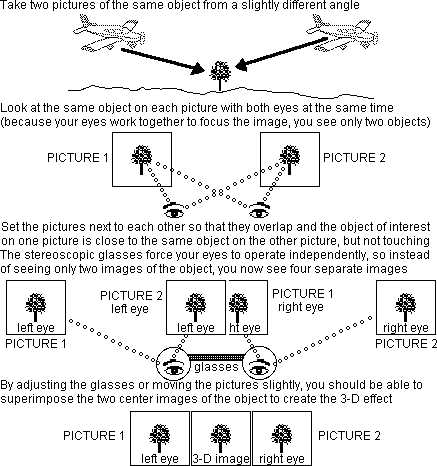 Take two pictures of the same object from a slightly different angle
Look at the same object on each picture with both eyes at the same time
(because your eyes work together to focus the image, you see only two objects)
PICTURE 1
PICTURE 2
Set the pictures next to each other so that they overlap and the object of interest
on one picture is close to the same object on the other picture, but not touching
The stereoscopic glasses force your eyes to operate independently, so instead
of seeing only two images of the object, you now see four separate images
PICTURE 2
left eye
PICTURE 1
right eye
left eye
left eye
ht eye
right eye
PICTURE 1
PICTURE 2
glasses
By adjusting the glasses or moving the pictures slightly, you should be able to
superimpose the two center images of the object to create the 3-D effect
PICTURE 1
PICTURE 2
left eye
3-D image
right eye